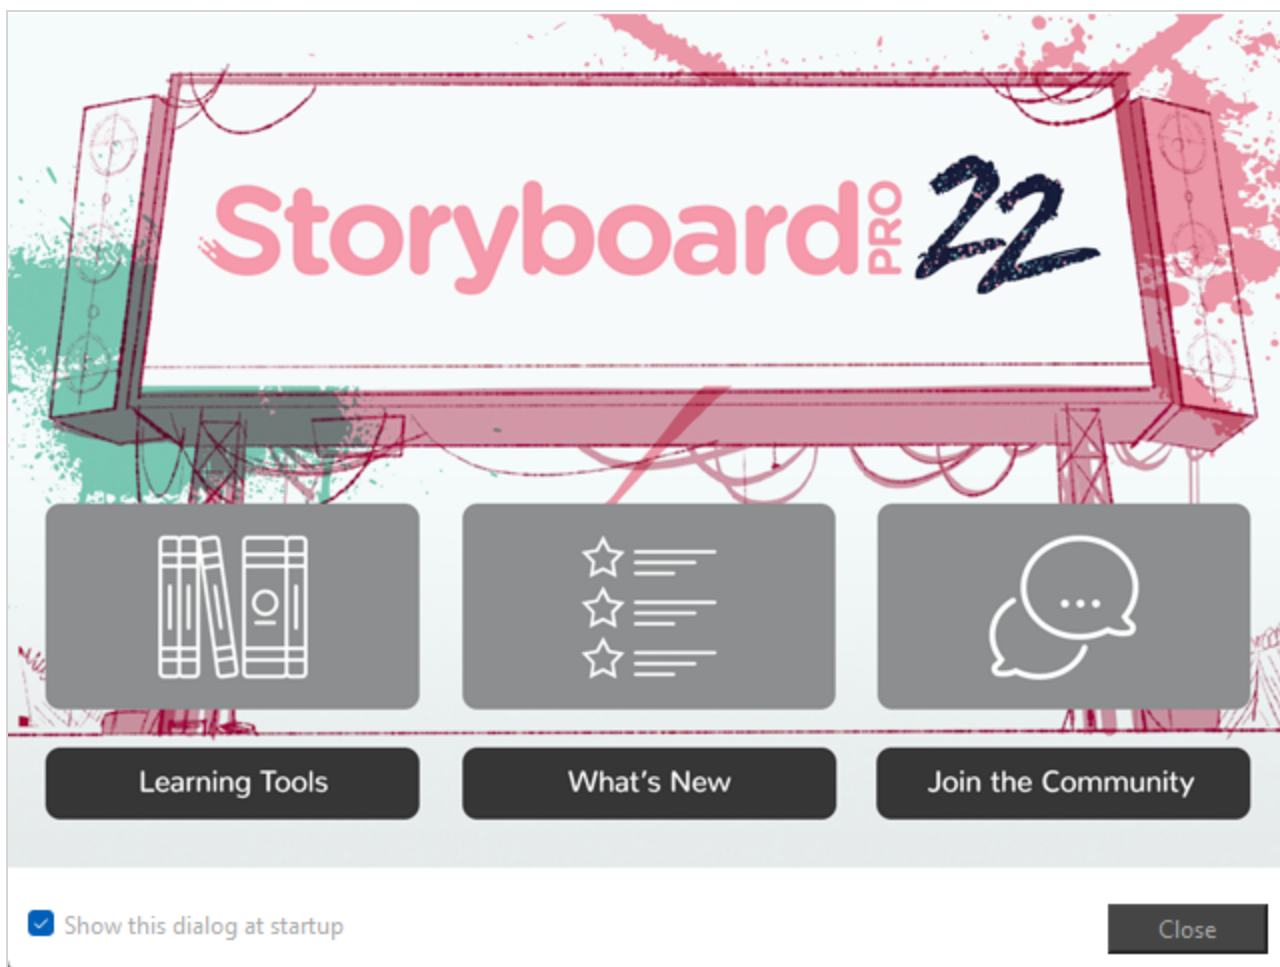 Storyboard PRO 22
Learning Tools
What's New
Join the Community
Show this dialog at startup
Close